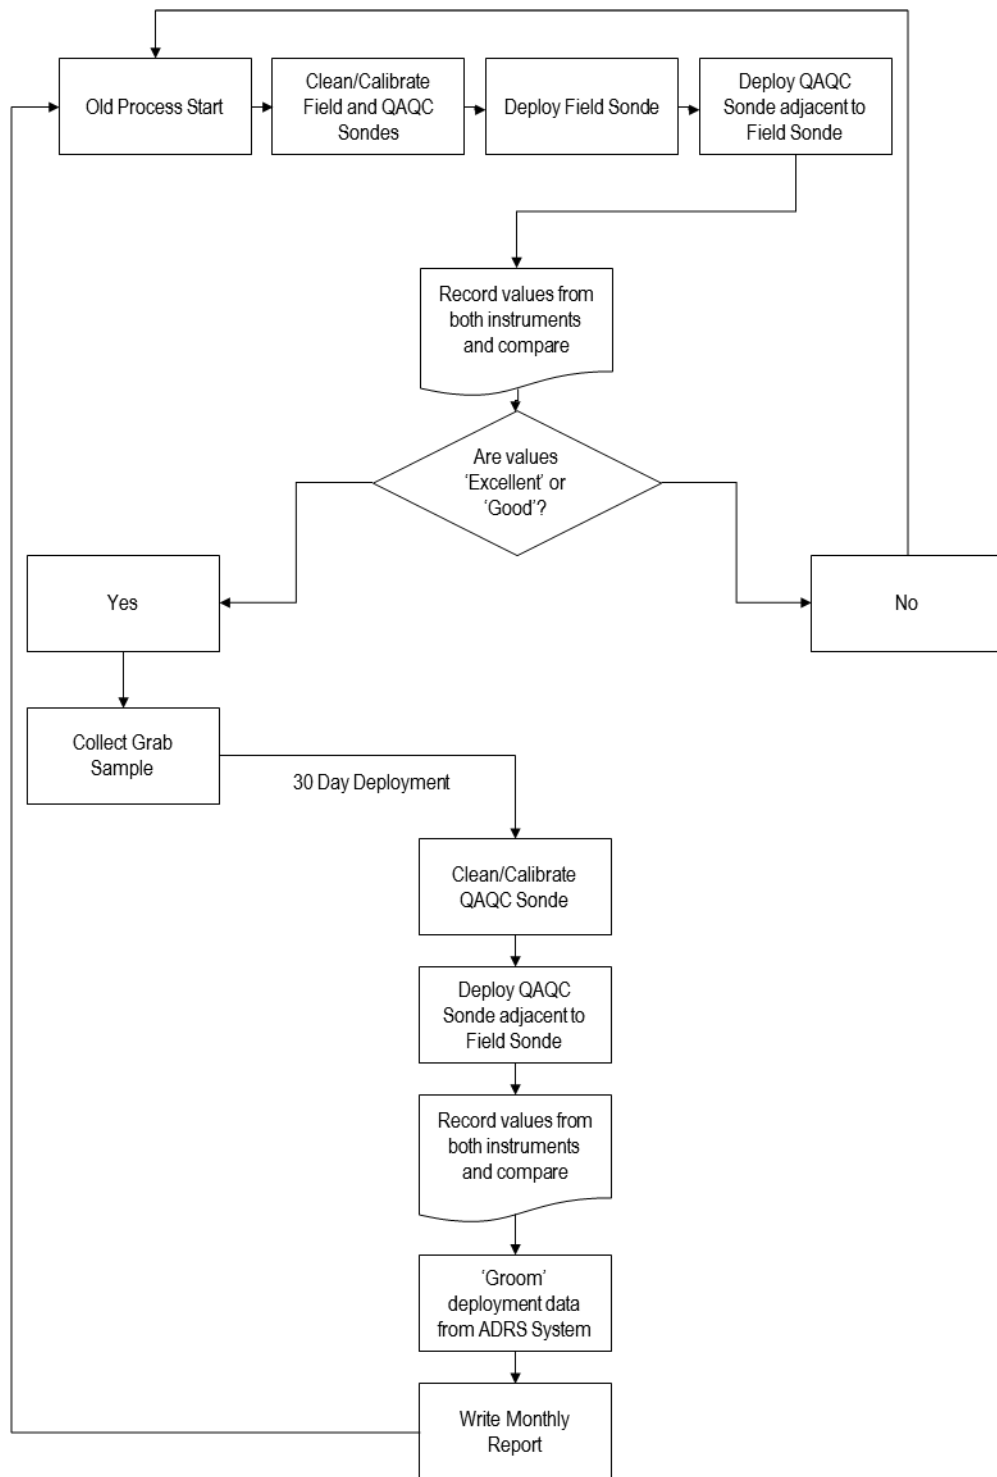 Old Process Start
Clean/Calibrate
Field and QAQC
Sondes
Deploy Field Sonde
Deploy QAQC
Sonde adjacent to
Field Sonde
Record values from
both instruments
and compare
Are values
‘Excellent’ or
‘Good’?
Yes
No
Collect Grab
Sample
30 Day Deployment
Clean/Calibrate
QAQC Sonde
Deploy QAQC
Sonde adjacent to
Field Sonde
Record values from
both instruments
and compare
‘Groom’
deployment data
from ADRS System
Write Monthly
Report